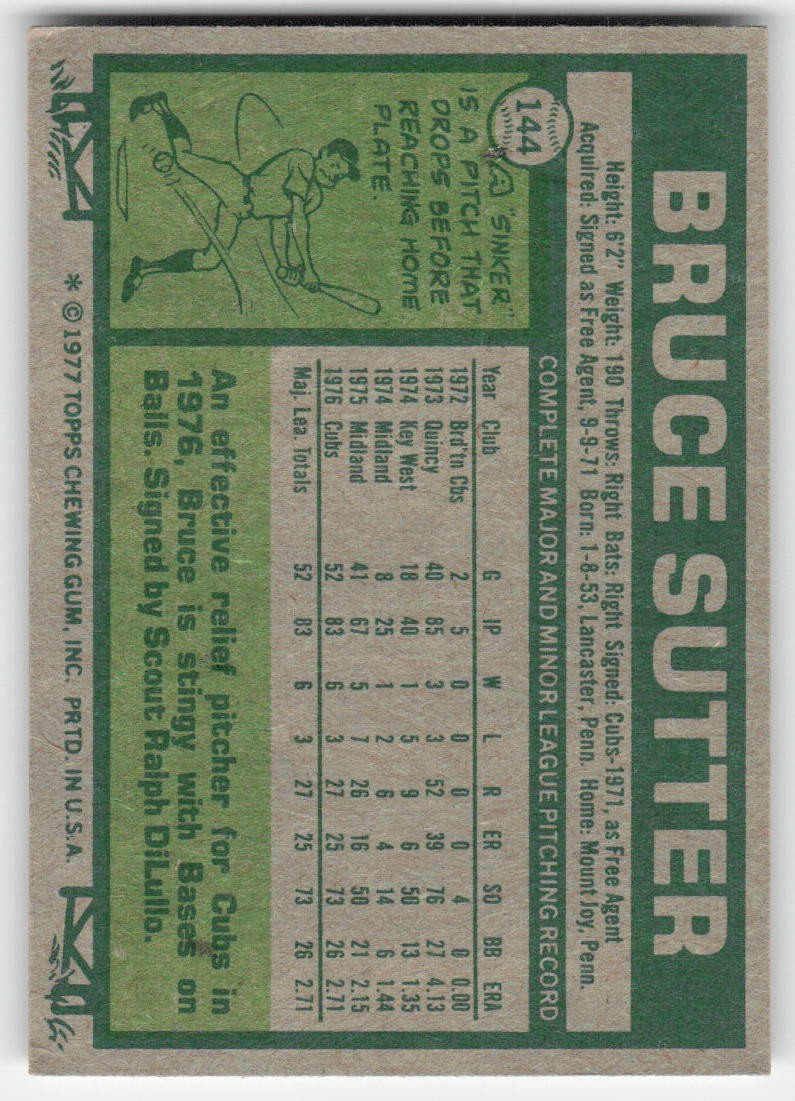 144
BRUCE SUTTER
Height: 6'2" Weight: 190 Throws: Right Bats: Right Signed: Cubs-1971, as Free Agent
Acquired: Signed as Free Agent, 9-9-71 Born: 1-8-53, Lancaster, Penn. Home: Mount Joy, Penn.
A "SINKER"
IS A PITCH THAT
DROPS BEFORE
REACHING HOME
PLATE.
COMPLETE MAJOR AND MINOR LEAGUE PITCHING RECORD
Year Club G IP W L R ER SO BB ERA
1972 Brd'tn Cbs 2 5 0 0 0 0 4 0 0.00
1973 Quincy 40 85 3 3 52 39 76 27 4.13
1974 Key West 18 40 1 5 9 6 50 13 1.35
1974 Midland 8 25 1 2 6 4 14 6 1.44
1975 Midland 41 67 5 7 26 16 50 21 2.15
1976 Cubs 52 83 6 3 27 25 73 26 2.71
Maj. Lea. Totals 52 83 6 3 27 25 73 26 2.71
An effective relief pitcher for Cubs in
1976, Bruce is stingy with Bases on
Balls. Signed by Scout Ralph DiLullo.
* © 1977 TOPPS CHEWING GUM, INC. PRTD. IN U.S.A.